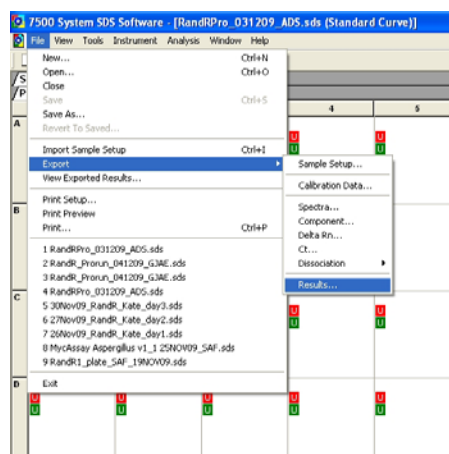 7500 System SDS Software - [RandRPro_031209_ADS.sds (Standard Curve)]
File View Tools Instrument Analysis Window Help
New... Ctrl+N
Open... Ctrl+O
Close
Save Ctrl+S
Save As...
Revert To Saved...
Import Sample Setup Ctrl+I
Export
View Exported Results...
Print Setup...
Print Preview
Print... Ctrl+P
1 RandRPro_031209_ADS.sds
2 RandR_Prorun_041209_GJAE.sds
3 RandR_Prorun_041209_GJAE.sds
4 RandRPro_031209_ADS.sds
5 30Nov09_RandR_Kate_day3.sds
6 27Nov09_RandR_Kate_day2.sds
7 26Nov09_RandR_Kate_day1.sds
8 MycAssay Aspergillus v1_1 25NOV09_SAF.sds
9 RandR1_plate_SAF_19NOV09.sds
Exit
Sample Setup...
Calibration Data...
Spectra...
Component...
Delta Rn...
Ct...
Dissociation
Results...
/S
/P
4 5
A
U U
U U
B
C
U U
U U
D
U U U U U
U U U U U